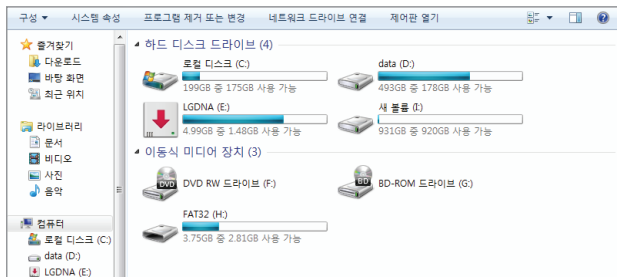 구성 ▼ 시스템 속성 프로그램 제거 또는 변경 네트워크 드라이브 연결 제어판 열기
즐겨찾기
다운로드
바탕 화면
최근 위치
라이브러리
문서
비디오
사진
음악
컴퓨터
로컬 디스크 (C:)
data (D:)
LGDNA (E:)
하드 디스크 드라이브 (4)
로컬 디스크 (C:)
199GB 중 175GB 사용 가능
data (D:)
493GB 중 178GB 사용 가능
LGDNA (E:)
4.99GB 중 1.48GB 사용 가능
새 볼륨 (I:)
931GB 중 920GB 사용 가능
이동식 미디어 장치 (3)
DVD
DVD RW 드라이브 (F:)
BD
BD-ROM 드라이브 (G:)
FAT32 (H:)
3.75GB 중 2.81GB 사용 가능